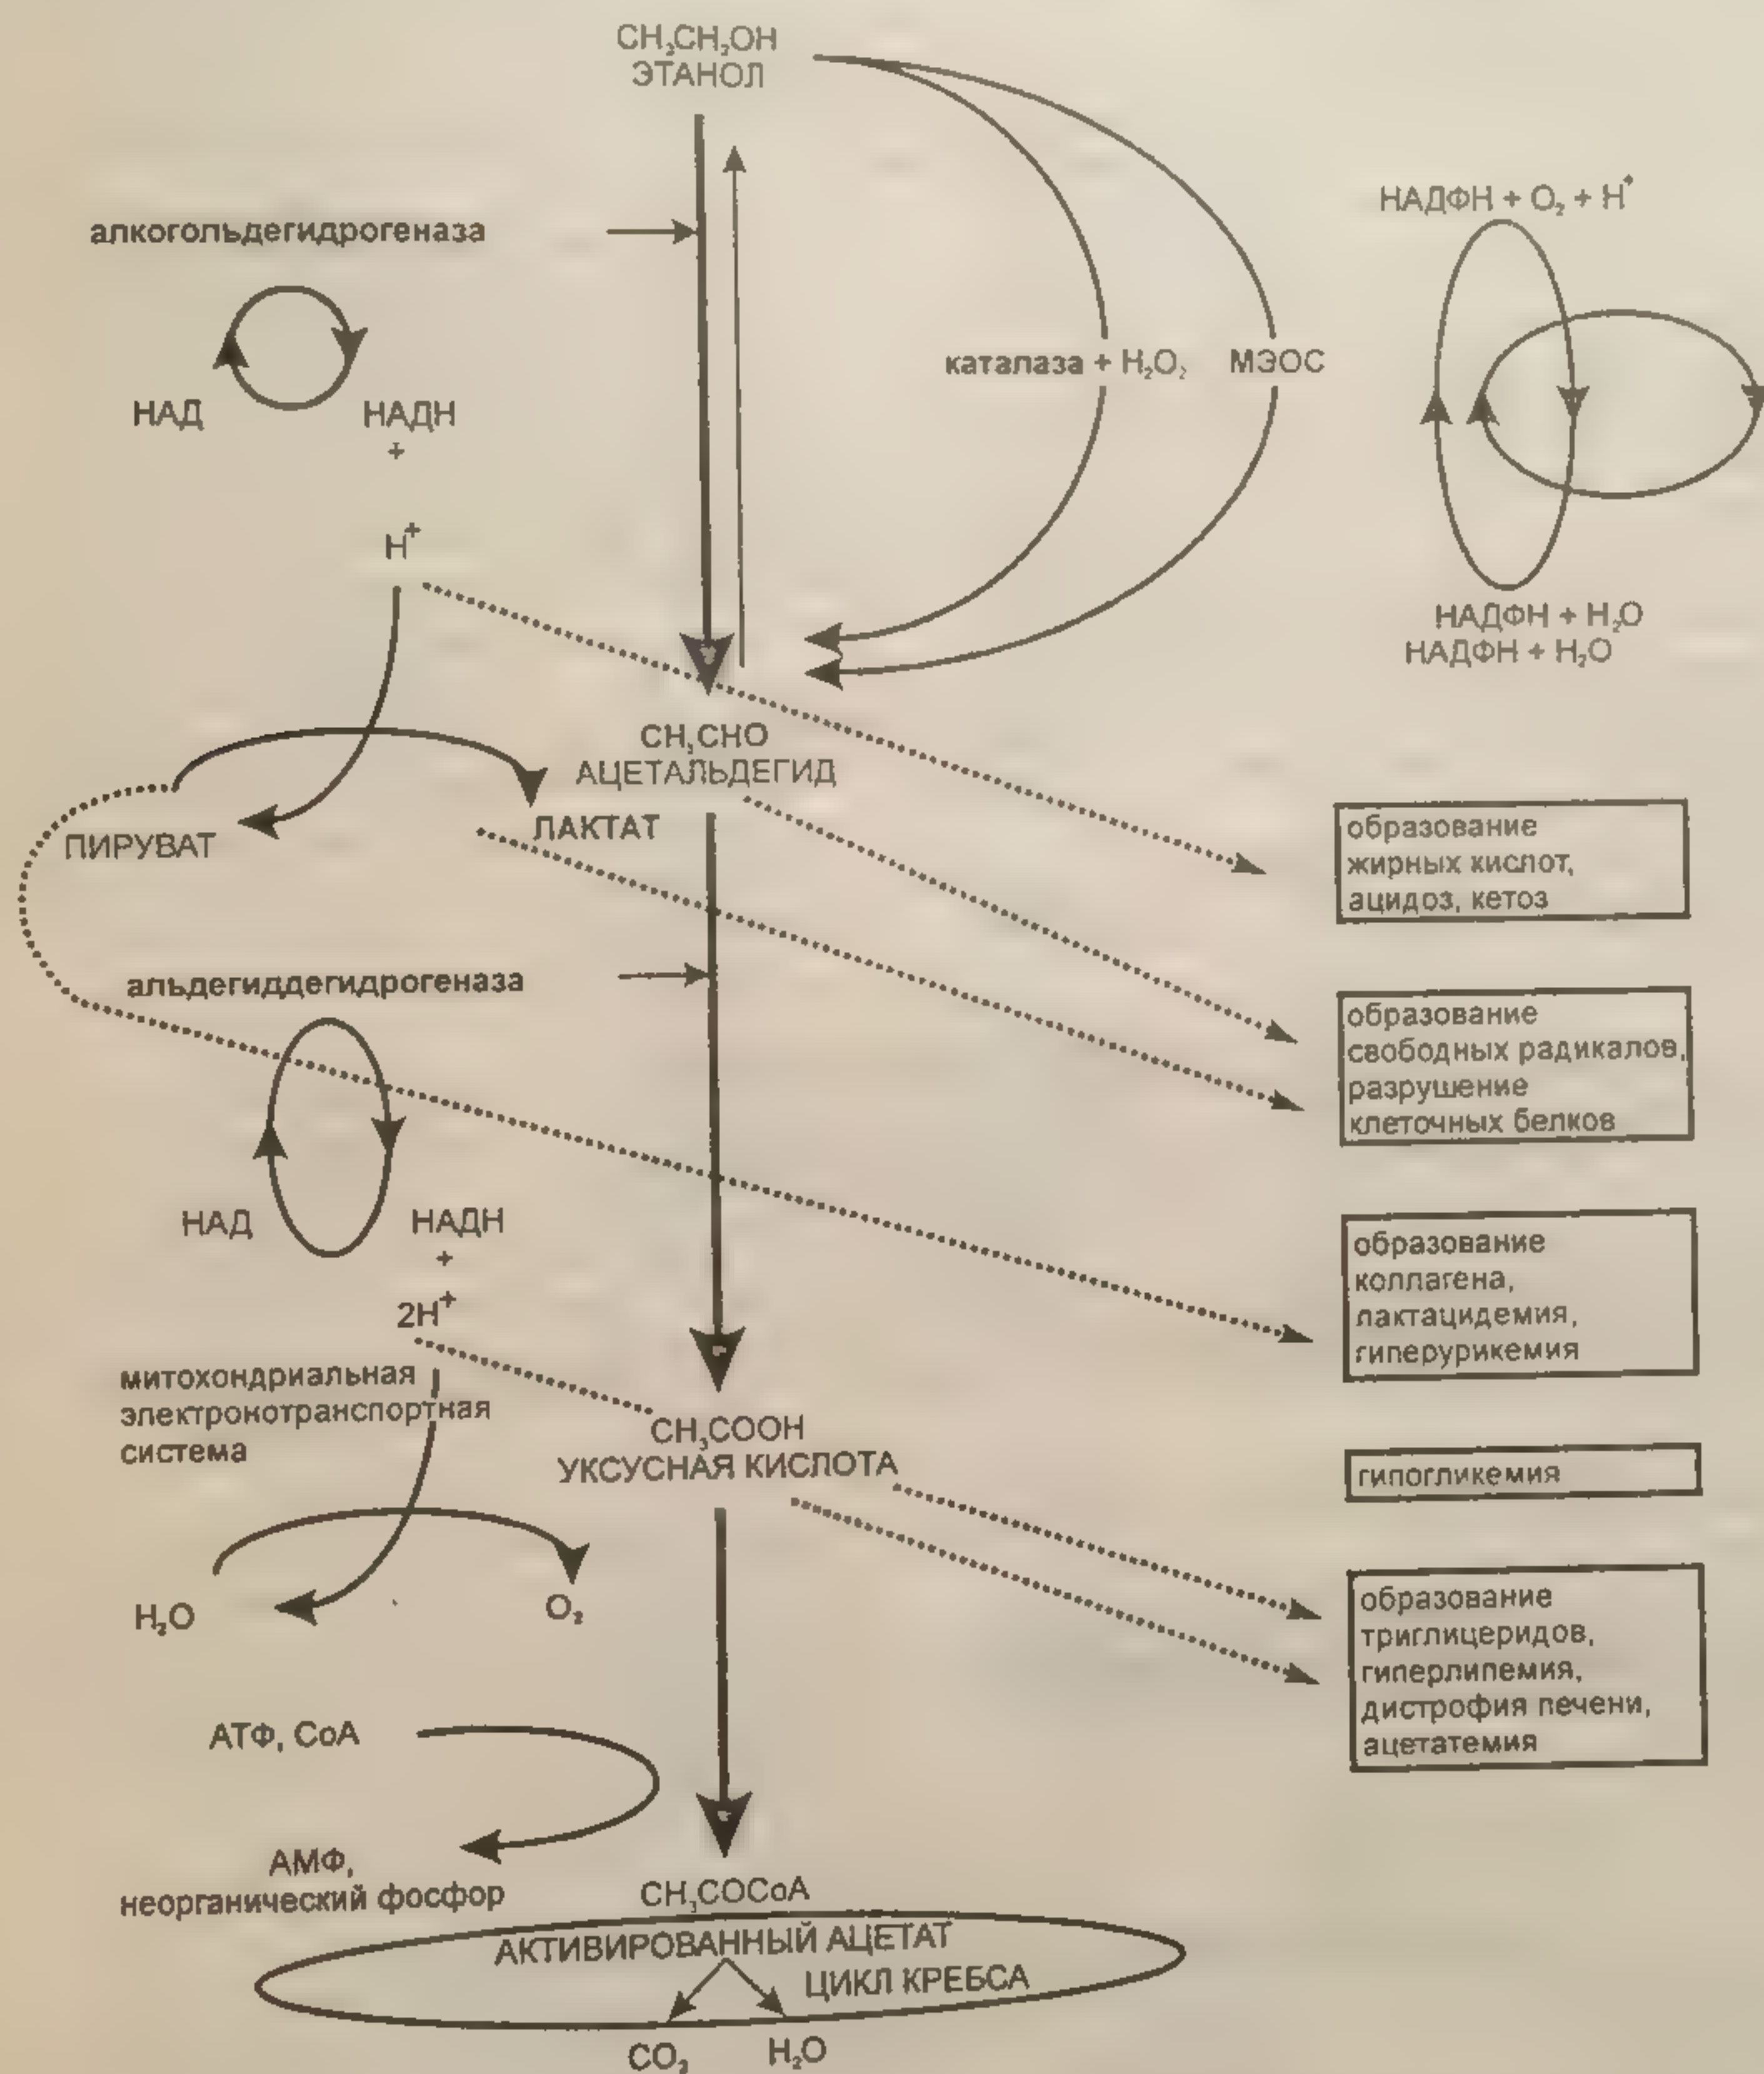 CH₃CH₂OH
ЭТАНОЛ
алкогольдегидрогеназа
НАДФН + O₂ + H⁺
каталаза + H₂O₂
МЭОС
НАД
НАДН
+
H⁺
НАДФН + H₂O
НАДФН + H₂O
CH₃CHO
АЦЕТАЛЬДЕГИД
ПИРУВАТ
ЛАКТАТ
образование
жирных кислот,
ацидоз, кетоз
альдегиддегидрогеназа
образование
свободных радикалов,
разрушение
клеточных белков
НАД
НАДН
+
2H⁺
образование
коллагена,
лактацидемия,
гиперурикемия
митохондриальная
электронотранспортная
система
CH₃COOH
УКСУСНАЯ КИСЛОТА
гипогликемия
H₂O
O₂
образование
триглицеридов,
гиперлипемия,
дистрофия печени,
ацетатемия
АТФ, CoA
АМФ,
неорганический фосфор
CH₃COCoA
АКТИВИРОВАННЫЙ АЦЕТАТ
ЦИКЛ КРЕБСА
CO₂
H₂O